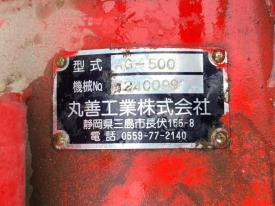 型式 AG-500
機械No
丸善工業株式会社
静岡県三島市長伏155-8
電話 0559-77-2140